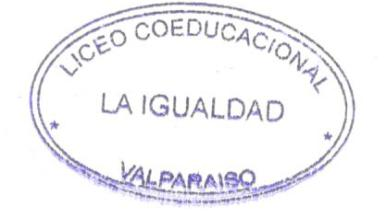 LICEO COEDUCACIONAL
LA IGUALDAD
* VALPARAISO *